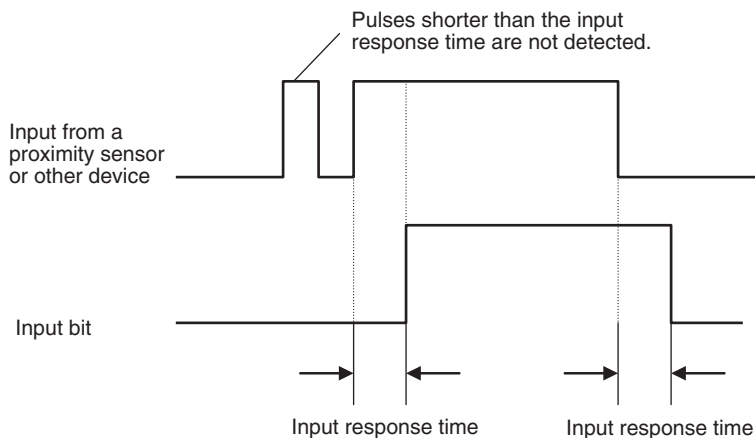 Pulses shorter than the input
response time are not detected.
Input from a
proximity sensor
or other device
Input bit
Input response time
Input response time